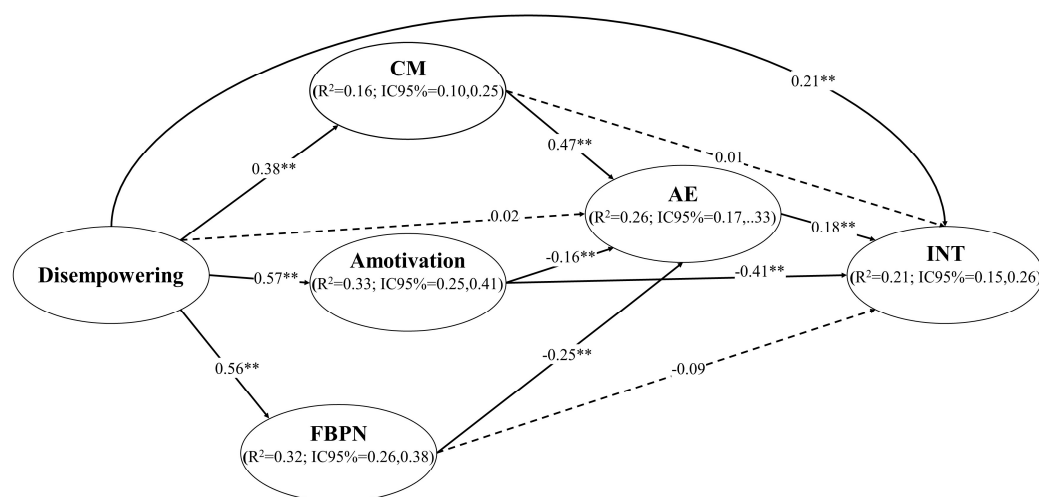 CM
(R²=0.16; IC95%=0.10,0.25)
0.21**
0.47**
0.01
0.38**
AE
(R²=0.26; IC95%=0.17,..33)
.0.02
0.18**
Disempowering
0.57**
Amotivation
(R²=0.33; IC95%=0.25,0.41)
-0.16**
-0.41**
INT
(R²=0.21; IC95%=0.15,0.26)
0.56**
-0.25**
-0.09
FBPN
(R²=0.32; IC95%=0.26,0.38)